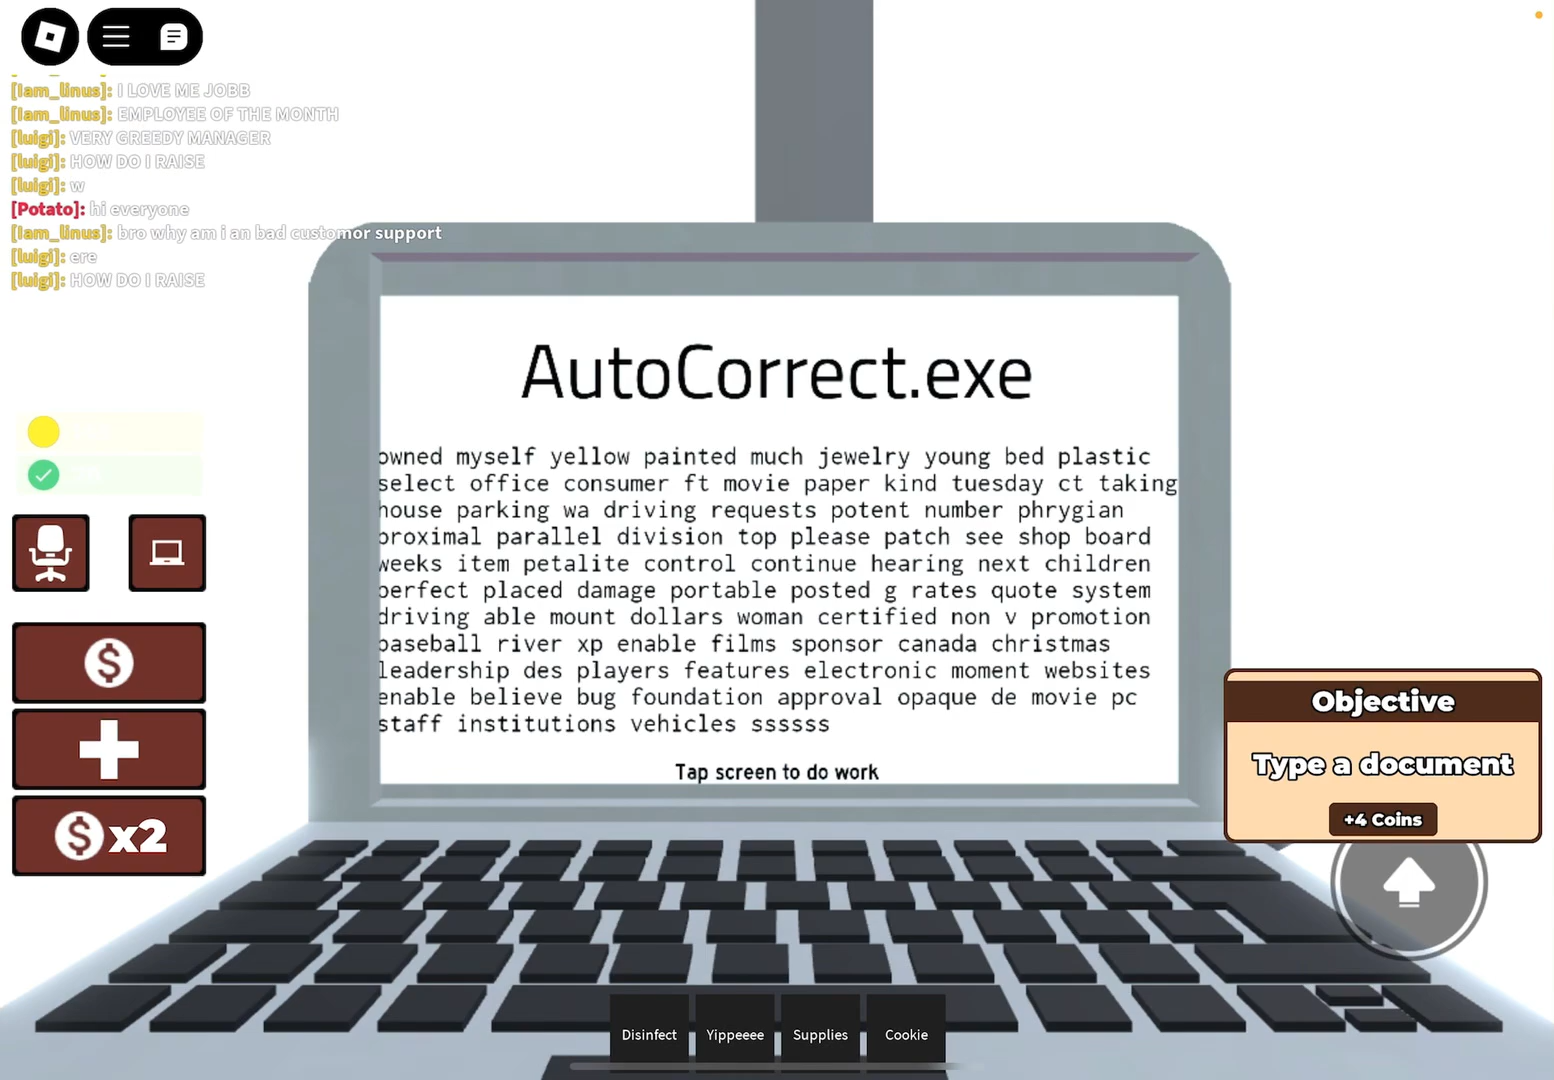 [Iam_linus]: I LOVE ME JOBB
[Iam_linus]: EMPLOYEE OF THE MONTH
[luigi]: VERY GREEDY MANAGER
[luigi]: HOW DO I RAISE
[luigi]: w
[Potato]: hi everyone
[Iam_linus]: bro why am i an bad customor support
[luigi]: ere
[luigi]: HOW DO I RAISE
AutoCorrect.exe
owned myself yellow painted much jewelry young bed plastic
select office consumer ft movie paper kind tuesday ct taking
house parking wa driving requests potent number phrygian
proximal parallel division top please patch see shop board
weeks item petalite control continue hearing next children
perfect placed damage portable posted g rates quote system
driving able mount dollars woman certified non v promotion
baseball river xp enable films sponsor canada christmas
leadership des players features electronic moment websites
enable believe bug foundation approval opaque de movie pc
staff institutions vehicles ssssss
Tap screen to do work
$
$ x2
Objective
Type a document
+4 Coins
Disinfect
Yippeeee
Supplies
Cookie